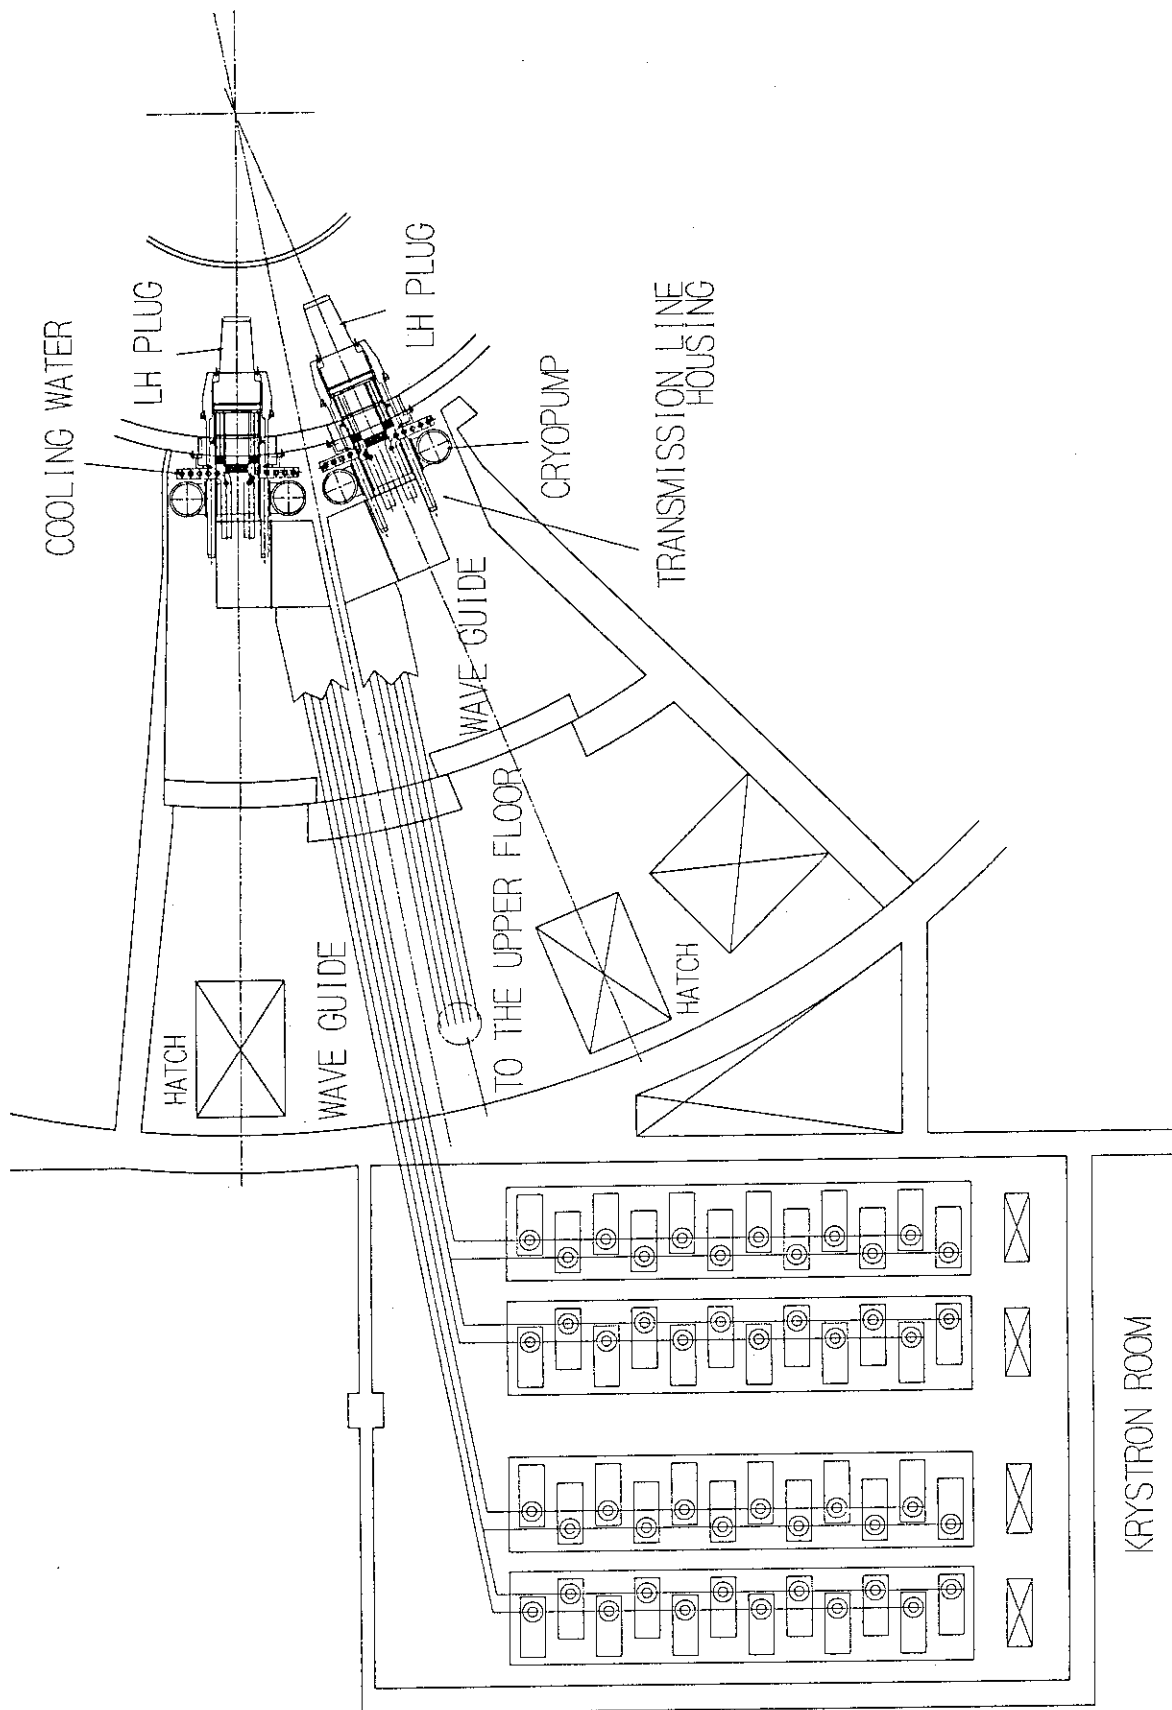 COOLING WATER
LH PLUG
LH PLUG
CRYOPUMP
TRANSMISSION LINE
HOUSING
WAVE GUIDE
TO THE UPPER FLOOR
WAVE GUIDE
HATCH
HATCH
KRYSTRON ROOM